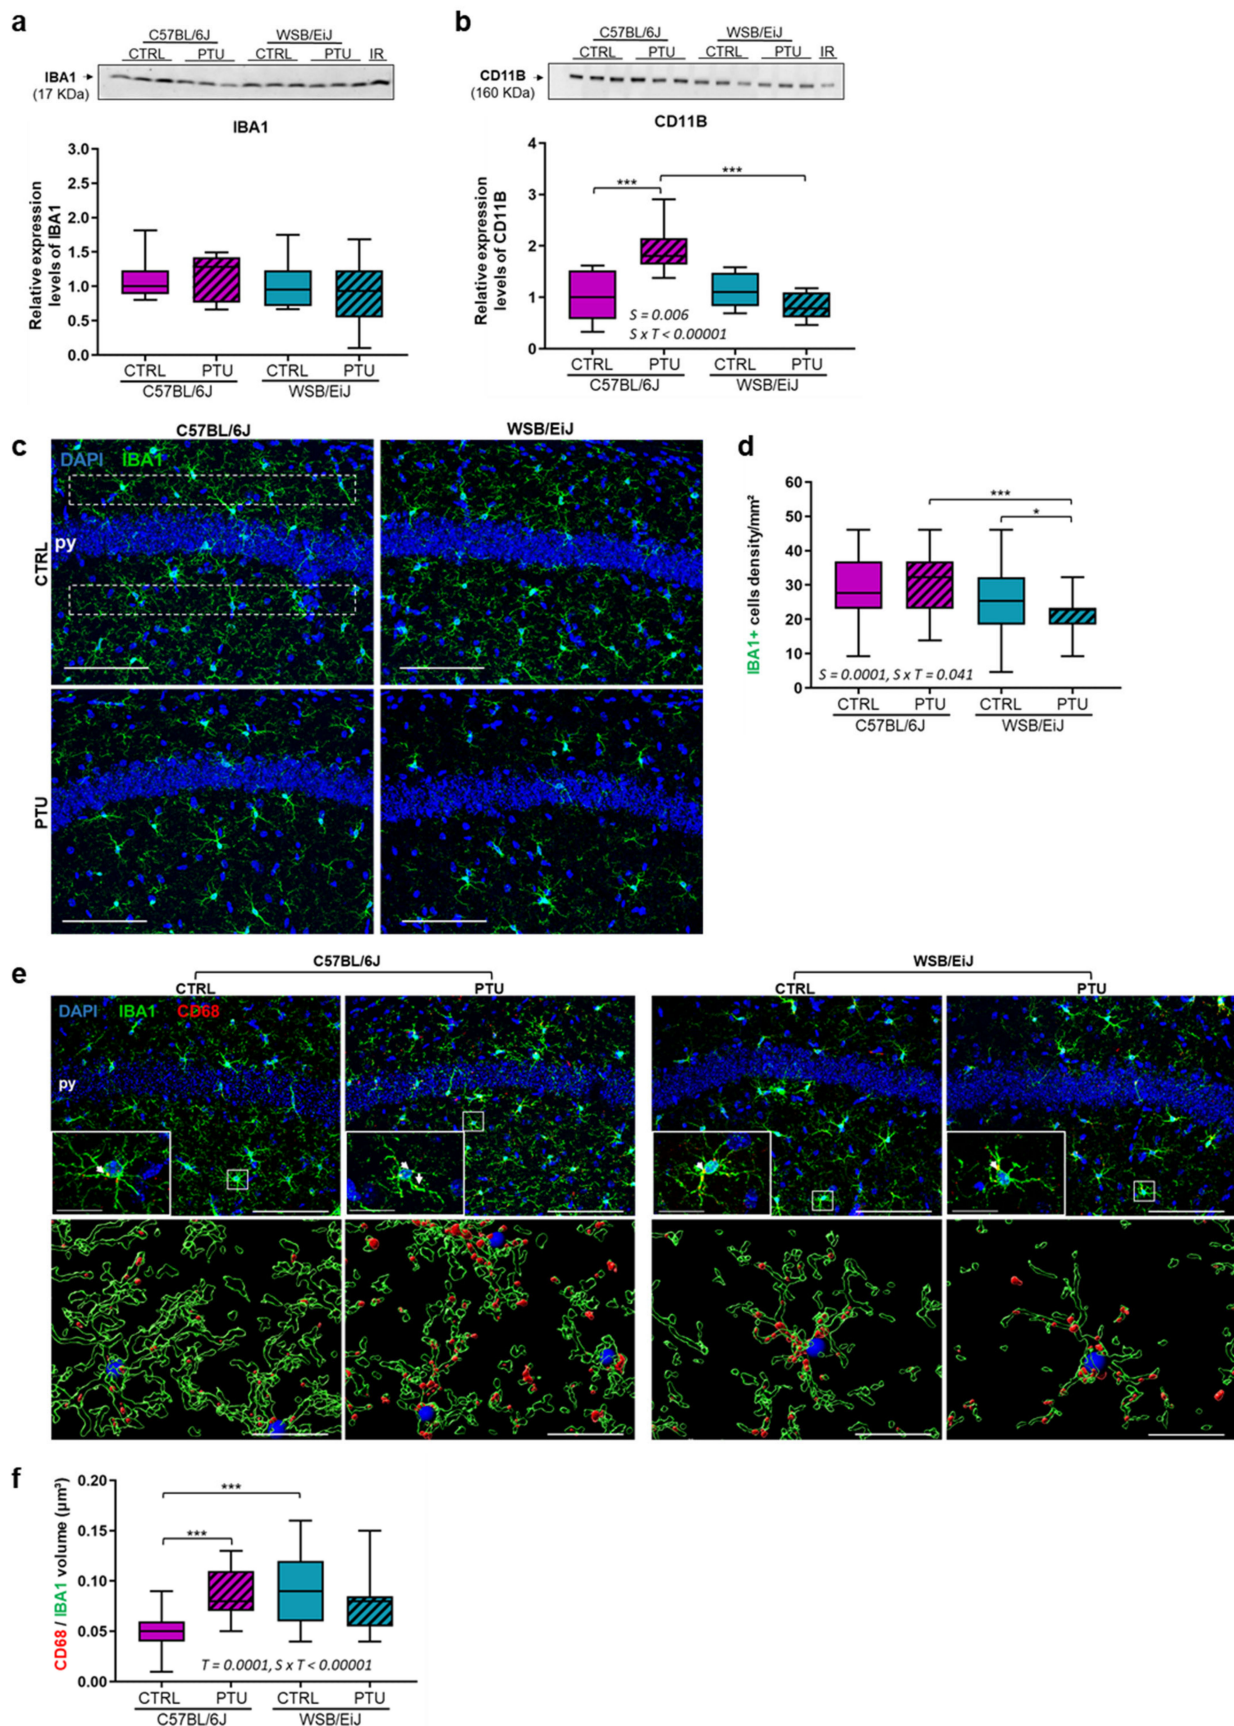 a
C57BL/6J WSB/EiJ
CTRL PTU CTRL PTU IR
IBA1
(17 KDa)
IBA1
Relative expression
levels of IBA1
3.0
2.5
2.0
1.5
1.0
0.5
0.0
CTRL PTU CTRL PTU
C57BL/6J WSB/EiJ
b
C57BL/6J WSB/EiJ
CTRL PTU CTRL PTU IR
CD11B
(160 KDa)
CD11B
Relative expression
levels of CD11B
4
3
2
1
0
*** ***
S = 0.006
S x T < 0.00001
CTRL PTU CTRL PTU
C57BL/6J WSB/EiJ
c
C57BL/6J WSB/EiJ
DAPI IBA1
py
CTRL
PTU
d
IBA1+ cells density/mm²
60
50
40
30
20
10
0
***
*
S = 0.0001, S x T = 0.041
CTRL PTU CTRL PTU
C57BL/6J WSB/EiJ
e
C57BL/6J WSB/EiJ
CTRL PTU CTRL PTU
DAPI IBA1 CD68
py
f
CD68 / IBA1 volume (µm³)
0.20
0.15
0.10
0.05
0.00
***
***
T = 0.0001, S x T < 0.00001
CTRL PTU CTRL PTU
C57BL/6J WSB/EiJ